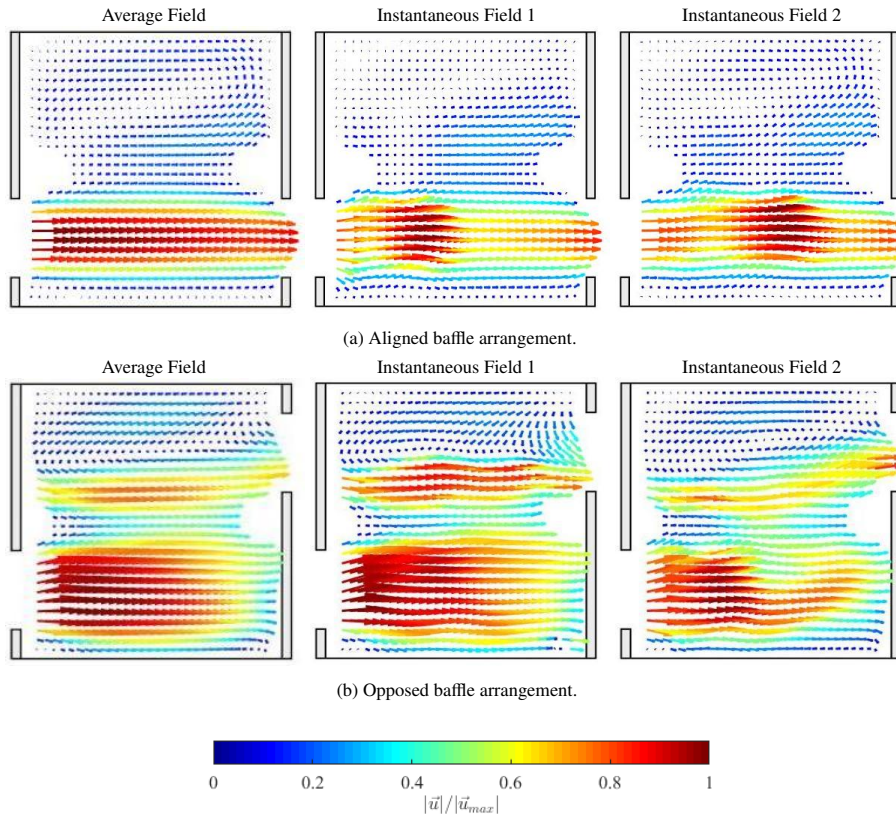 Average Field Instantaneous Field 1 Instantaneous Field 2
(a) Aligned baffle arrangement.
Average Field Instantaneous Field 1 Instantaneous Field 2
(b) Opposed baffle arrangement.
0 0.2 0.4 0.6 0.8 1
|u⃗|/|u⃗_max|